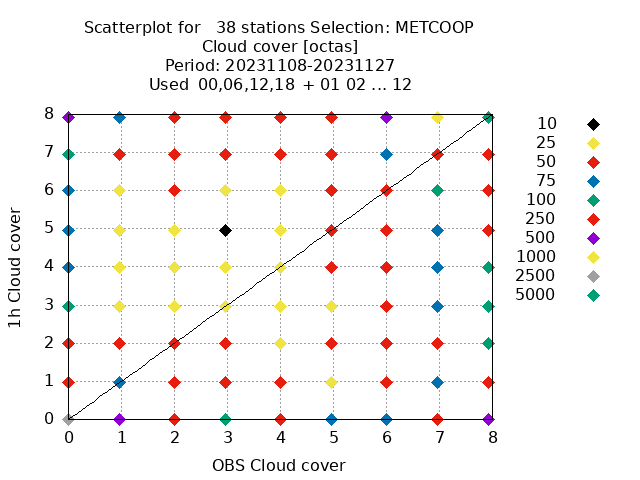 Scatterplot for   38 stations Selection: METCOOP
Cloud cover [octas]
Period: 20231108-20231127
Used  00,06,12,18 + 01 02 ... 12
8
7
6
5
4
3
2
1
0
1h Cloud cover
0 1 2 3 4 5 6 7 8
OBS Cloud cover
10
25
50
75
100
250
500
1000
2500
5000